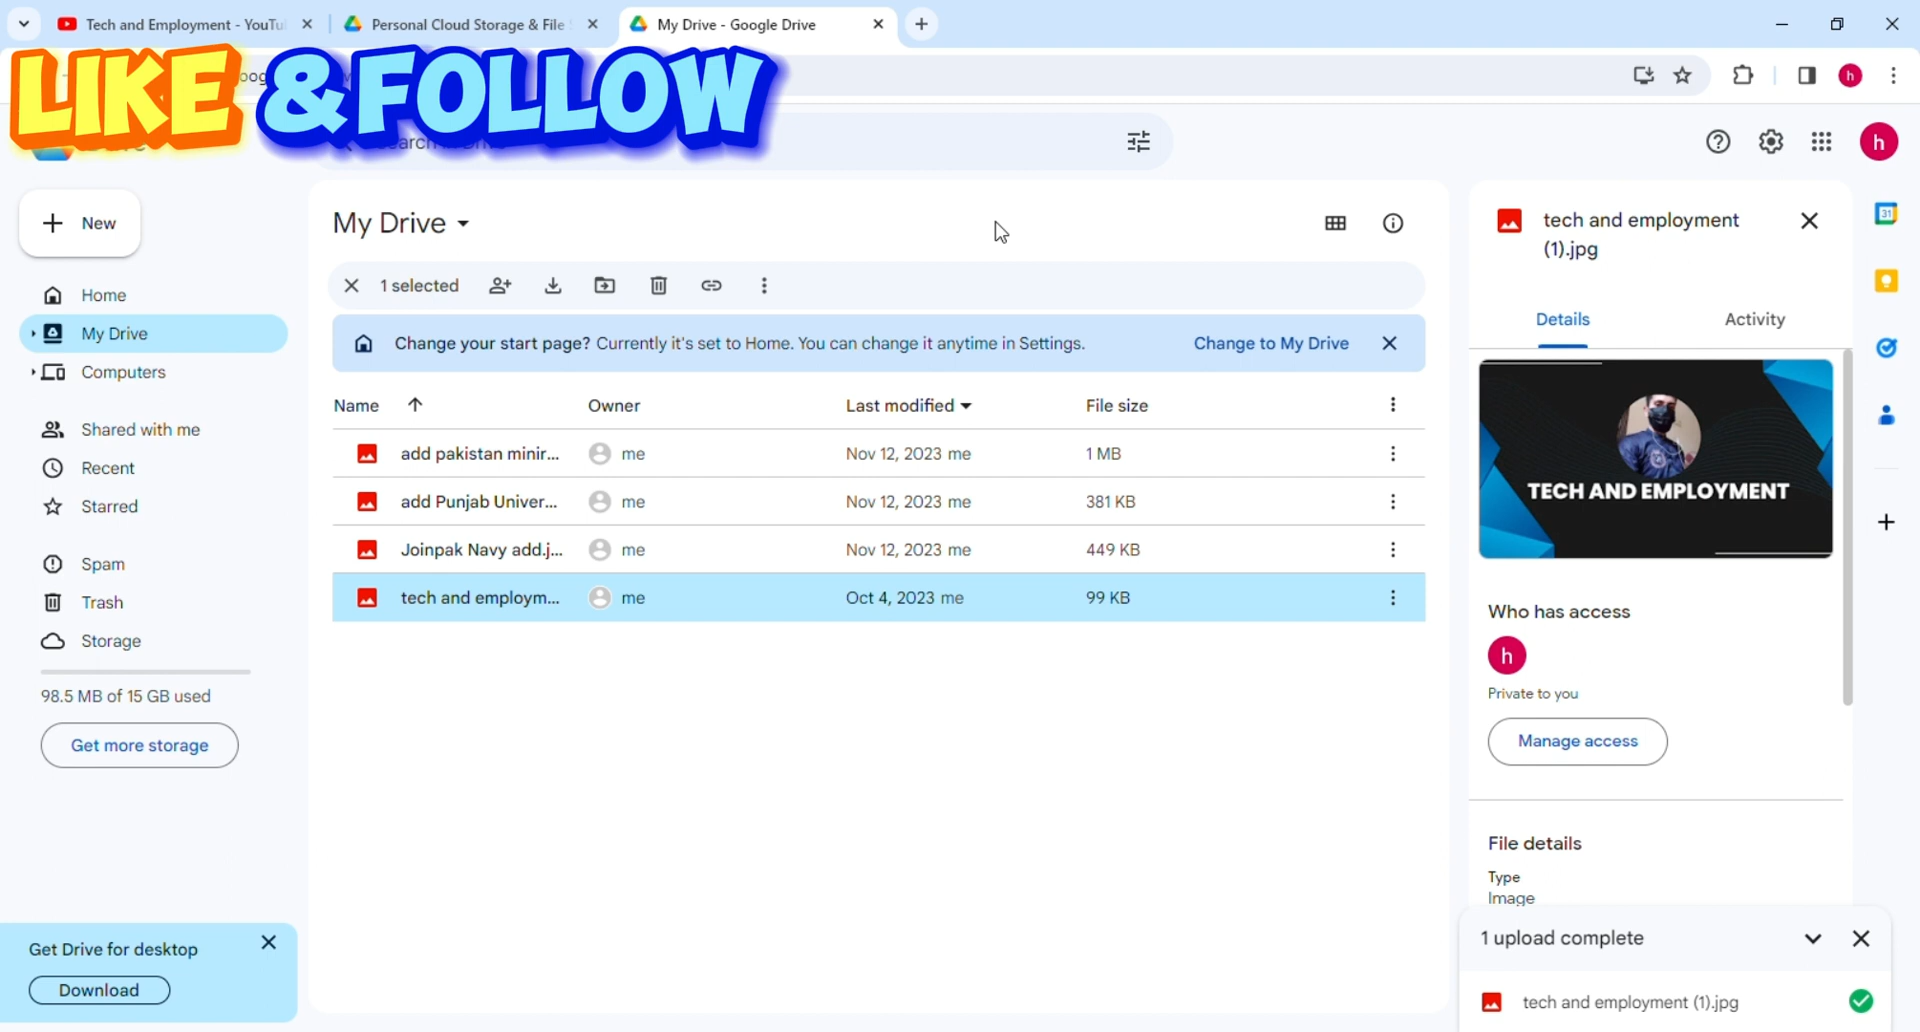 Tech and Employment - YouTu
Personal Cloud Storage & File
My Drive - Google Drive
LIKE &FOLLOW
h
h
New
My Drive
tech and employment
(1).jpg
1 selected
Home
My Drive
Computers
Shared with me
Recent
Starred
Spam
Trash
Storage
98.5 MB of 15 GB used
Get more storage
Change your start page? Currently it's set to Home. You can change it anytime in Settings.
Change to My Drive
Name Owner Last modified File size
add pakistan minir... me Nov 12, 2023 me 1 MB
add Punjab Univer... me Nov 12, 2023 me 381 KB
Joinpak Navy add.j... me Nov 12, 2023 me 449 KB
tech and employm... me Oct 4, 2023 me 99 KB
Details Activity
TECH AND EMPLOYMENT
Who has access
h
Private to you
Manage access
File details
Type
Image
31
Get Drive for desktop
Download
1 upload complete
tech and employment (1).jpg